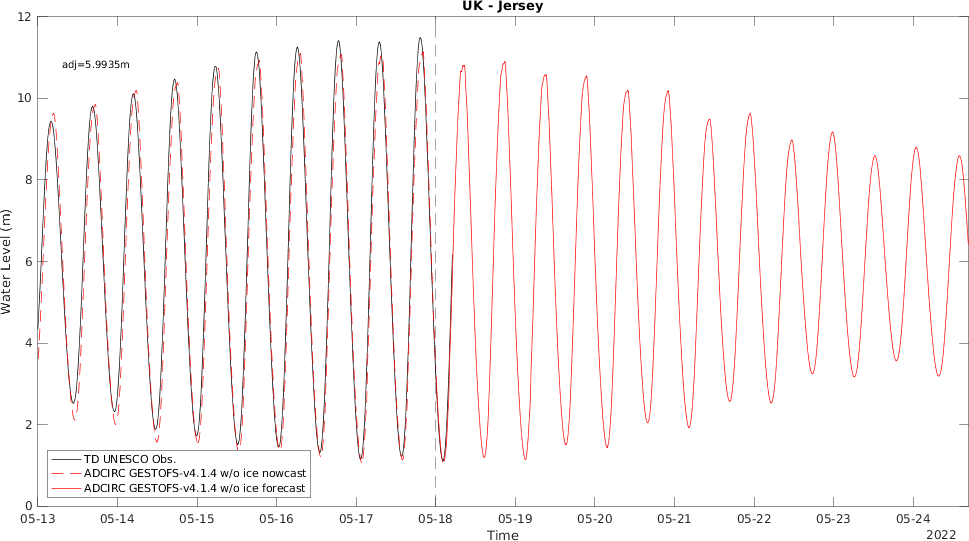 UK - Jersey
12
adj=5.9935m
10
8
Water Level (m)
6
4
2
TD UNESCO Obs.
ADCIRC GESTOFS-v4.1.4 w/o ice nowcast
ADCIRC GESTOFS-v4.1.4 w/o ice forecast
0
05-13 05-14 05-15 05-16 05-17 05-18 05-19 05-20 05-21 05-22 05-23 05-24
Time
2022